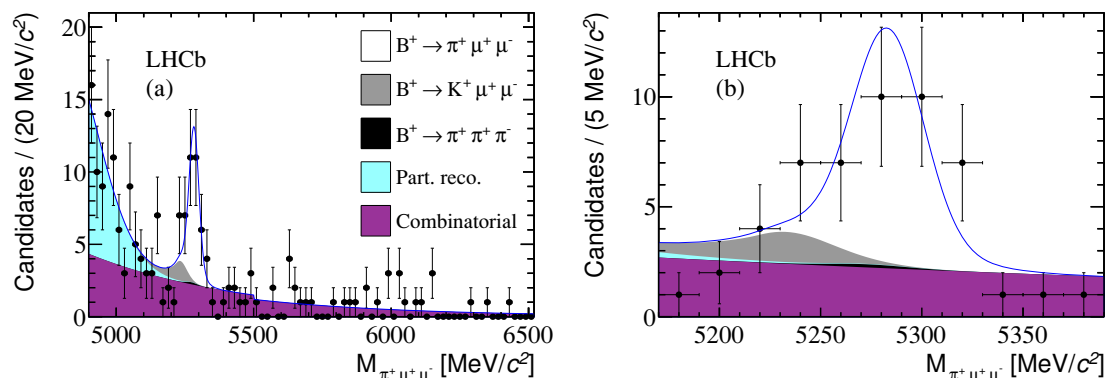 Candidates / (20 MeV/c²)
20
15
10
5
0
LHCb
(a)
B⁺ → π⁺ μ⁺ μ⁻
B⁺ → K⁺ μ⁺ μ⁻
B⁺ → π⁺ π⁺ π⁻
Part. reco.
Combinatorial
5000
5500
6000
6500
M_π⁺ μ⁺ μ⁻ [MeV/c²]
Candidates / (5 MeV/c²)
10
5
0
LHCb
(b)
5200
5250
5300
5350
M_π⁺ μ⁺ μ⁻ [MeV/c²]